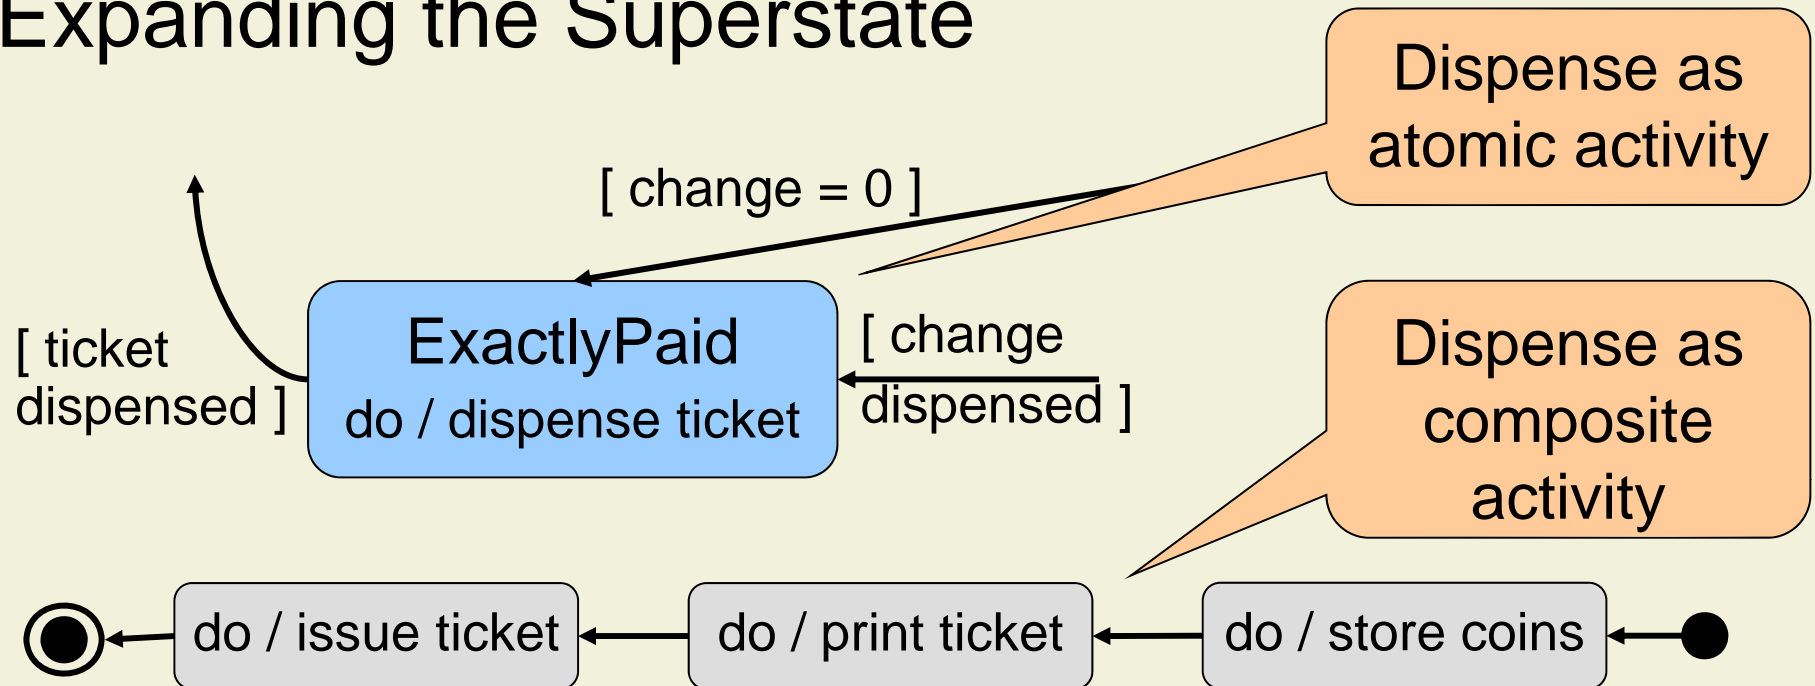 Expanding the Superstate
Dispense as
atomic activity
[ change = 0 ]
[ ticket
dispensed ]
ExactlyPaid
do / dispense ticket
[ change
dispensed ]
Dispense as
composite
activity
do / issue ticket
do / print ticket
do / store coins